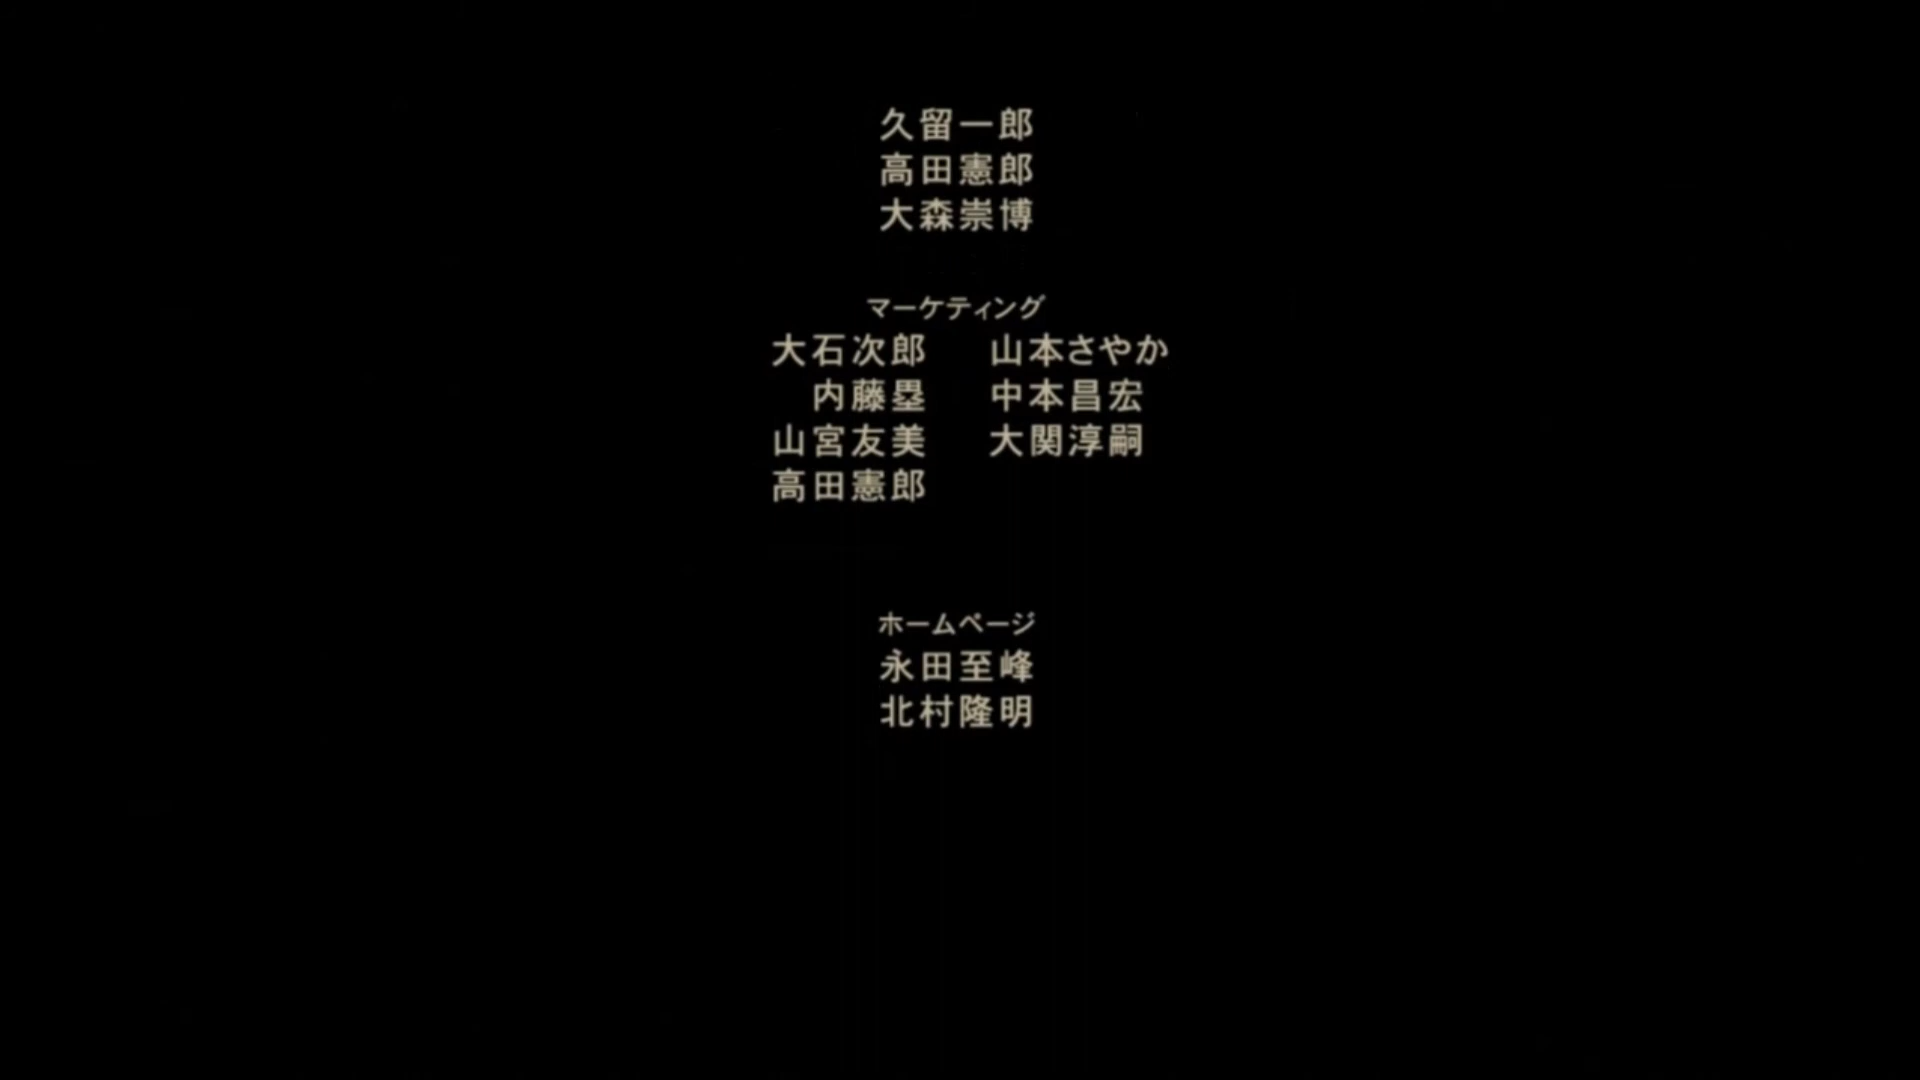 久留一郎
高田憲郎
大森崇博
マーケティング
大石次郎 山本さやか
内藤塁 中本昌宏
山宮友美 大関淳嗣
高田憲郎
ホームページ
永田至峰
北村隆明